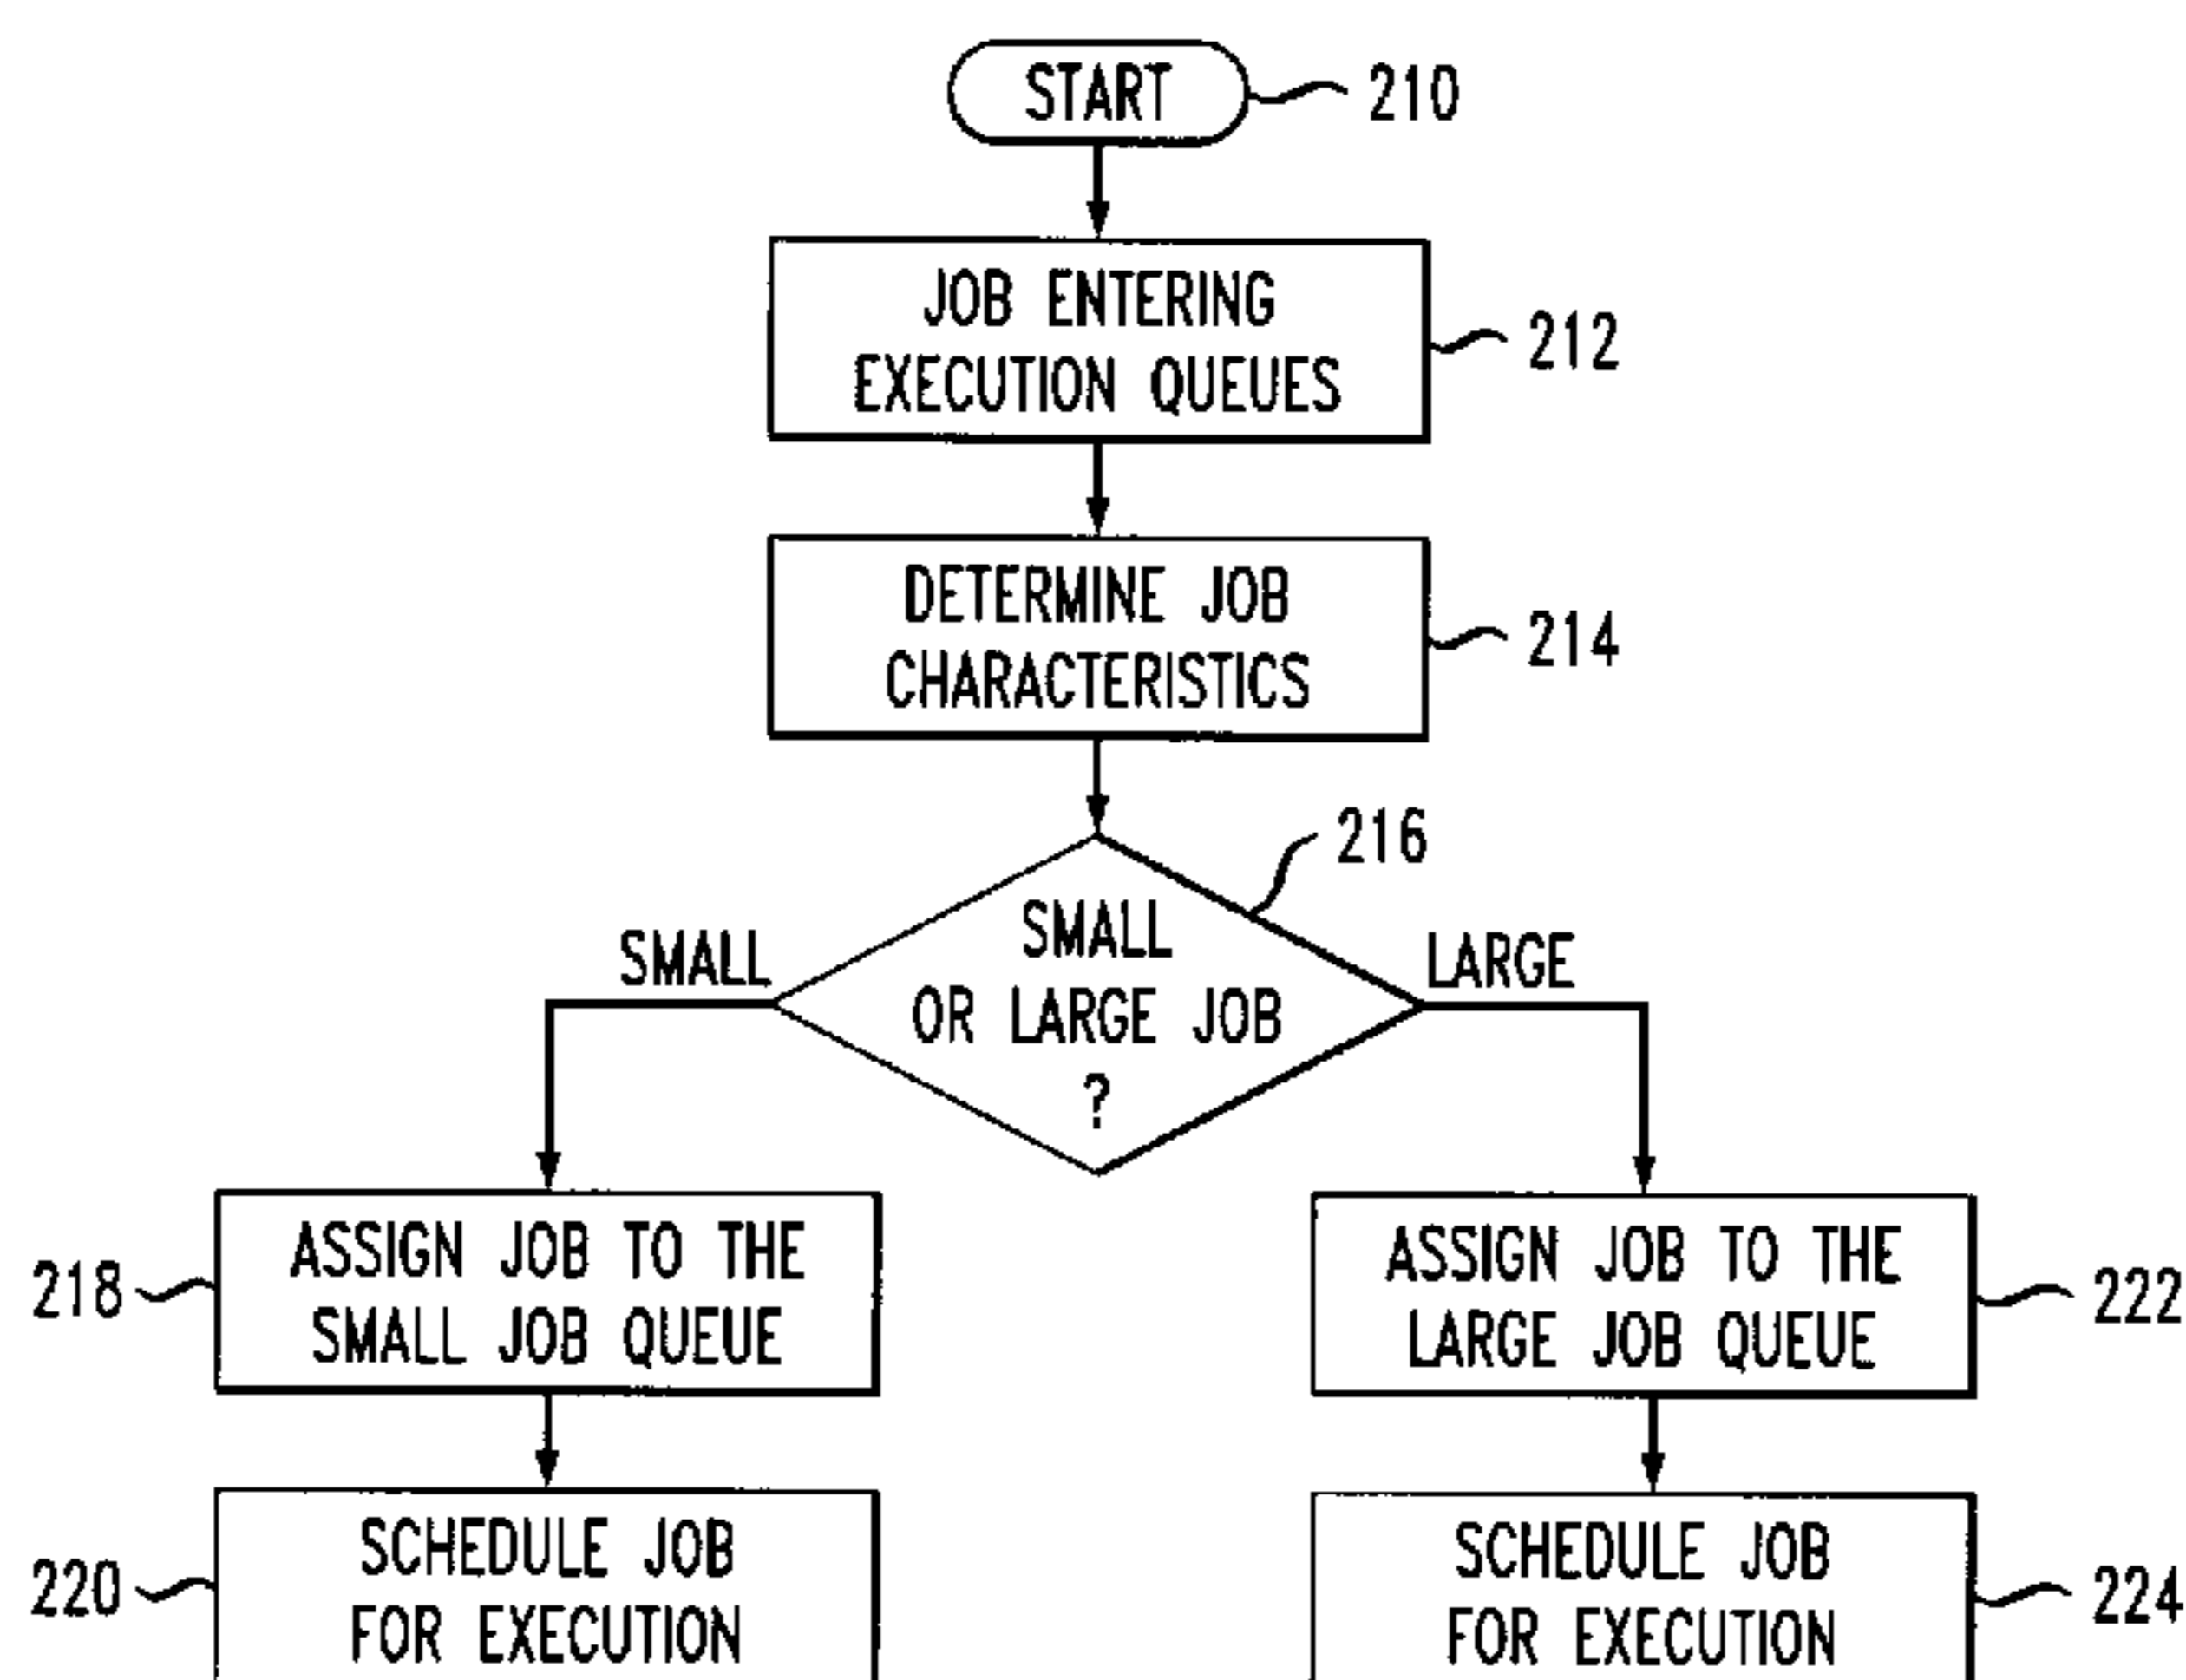 START
210
JOB ENTERING
EXECUTION QUEUES
212
DETERMINE JOB
CHARACTERISTICS
214
216
SMALL
SMALL
OR LARGE JOB
?
LARGE
218
ASSIGN JOB TO THE
SMALL JOB QUEUE
ASSIGN JOB TO THE
LARGE JOB QUEUE
222
220
SCHEDULE JOB
FOR EXECUTION
SCHEDULE JOB
FOR EXECUTION
224